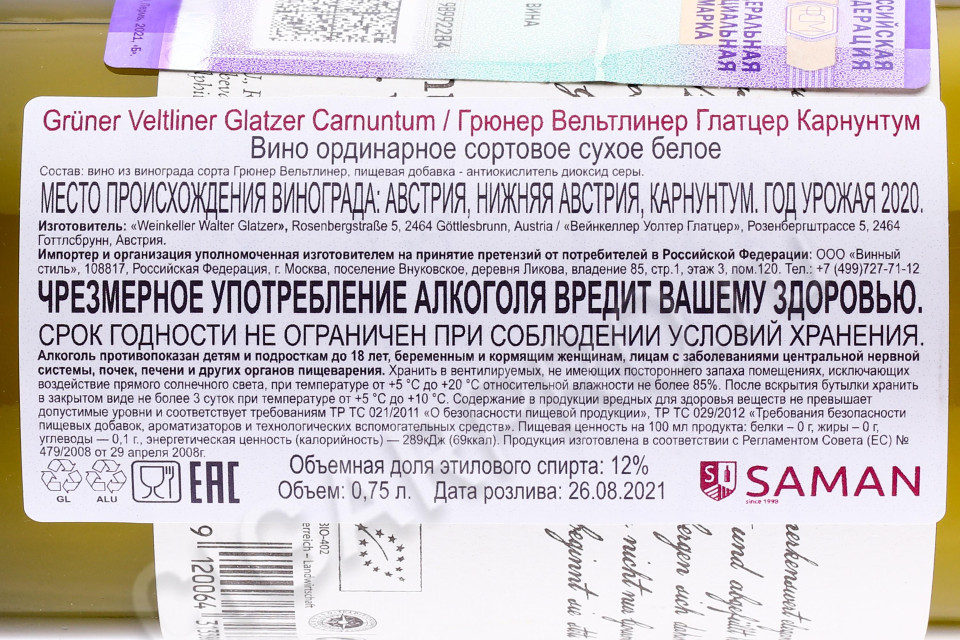 98092284
ВИНА
МАРКА
Grüner Veltliner Glatzer Carnuntum / Грюнер Вельтлинер Глатцер Карнунтум
Вино ординарное сортовое сухое белое
Состав: вино из винограда сорта Грюнер Вельтлинер, пищевая добавка - антиокислитель диоксид серы.
МЕСТО ПРОИСХОЖДЕНИЯ ВИНОГРАДА: АВСТРИЯ, НИЖНЯЯ АВСТРИЯ, КАРНУНТУМ. ГОД УРОЖАЯ 2020.
Изготовитель: «Weinkeller Walter Glatzer», Rosenbergstraße 5, 2464 Göttlesbrunn, Austria / «Вейнкеллер Уолтер Глатцер», Розенбергштрассе 5, 2464
Готтлсбрунн, Австрия.
Импортер и организация уполномоченная изготовителем на принятие претензий от потребителей в Российской Федерации: ООО «Винный
стиль», 108817, Российская Федерация, г. Москва, поселение Внуковское, деревня Ликова, владение 85, стр.1, этаж 3, пом.120. Тел.: +7 (499)727-71-12
ЧРЕЗМЕРНОЕ УПОТРЕБЛЕНИЕ АЛКОГОЛЯ ВРЕДИТ ВАШЕМУ ЗДОРОВЬЮ.
СРОК ГОДНОСТИ НЕ ОГРАНИЧЕН ПРИ СОБЛЮДЕНИИ УСЛОВИЙ ХРАНЕНИЯ.
Алкоголь противопоказан детям и подросткам до 18 лет, беременным и кормящим женщинам, лицам с заболеваниями центральной нервной
системы, почек, печени и других органов пищеварения. Хранить в вентилируемых, не имеющих постороннего запаха помещениях, исключающих
воздействие прямого солнечного света, при температуре от +5 °С до +20 °С относительной влажности не более 85%. После вскрытия бутылки хранить
в закрытом виде не более 3 суток при температуре от +5 °С до +10 °С. Содержание в продукции вредных для здоровья веществ не превышает
допустимые уровни и соответствует требованиям ТР ТС 021/2011 «О безопасности пищевой продукции», ТР ТС 029/2012 «Требования безопасности
пищевых добавок, ароматизаторов и технологических вспомогательных средств». Пищевая ценность на 100 мл продукта: белки – 0 г, жиры – 0 г,
углеводы — 0,1 г., энергетическая ценность (калорийность) — 289кДж (69ккал). Продукция изготовлена в соответствии с Регламентом Совета (ЕС) №
479/2008 от 29 апреля 2008г.
GL
ALU
EAC
Объемная доля этилового спирта: 12%
Объем: 0,75 л. Дата розлива: 26.08.2021
S
SAMAN
since 1999
9 120064
beginnt
nicht
und